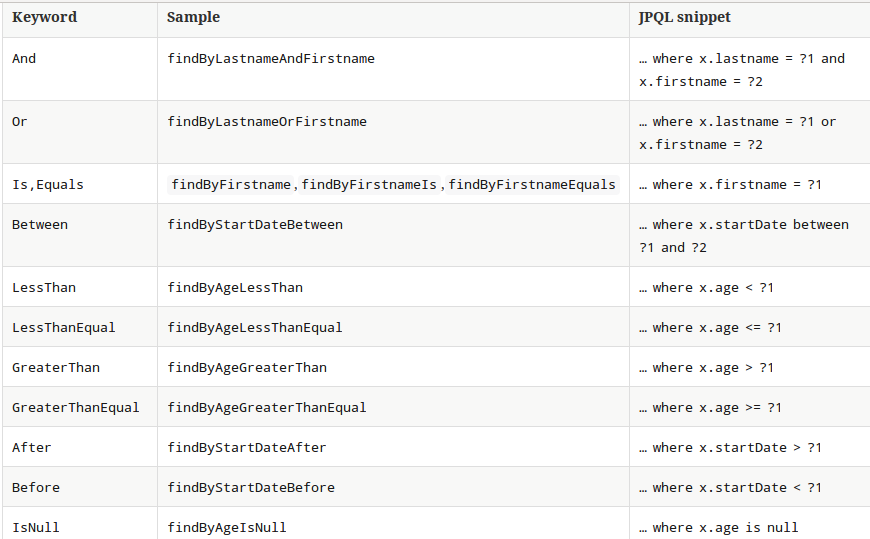 Keyword Sample JPQL snippet
And findByLastnameAndFirstname … where x.lastname = ?1 and
x.firstname = ?2
Or findByLastnameOrFirstname … where x.lastname = ?1 or
x.firstname = ?2
Is,Equals findByFirstname,findByFirstnameIs,findByFirstnameEquals … where x.firstname = ?1
Between findByStartDateBetween … where x.startDate between
?1 and ?2
LessThan findByAgeLessThan … where x.age < ?1
LessThanEqual findByAgeLessThanEqual … where x.age <= ?1
GreaterThan findByAgeGreaterThan … where x.age > ?1
GreaterThanEqual findByAgeGreaterThanEqual … where x.age >= ?1
After findByStartDateAfter … where x.startDate > ?1
Before findByStartDateBefore … where x.startDate < ?1
IsNull findByAgeIsNull … where x.age is null